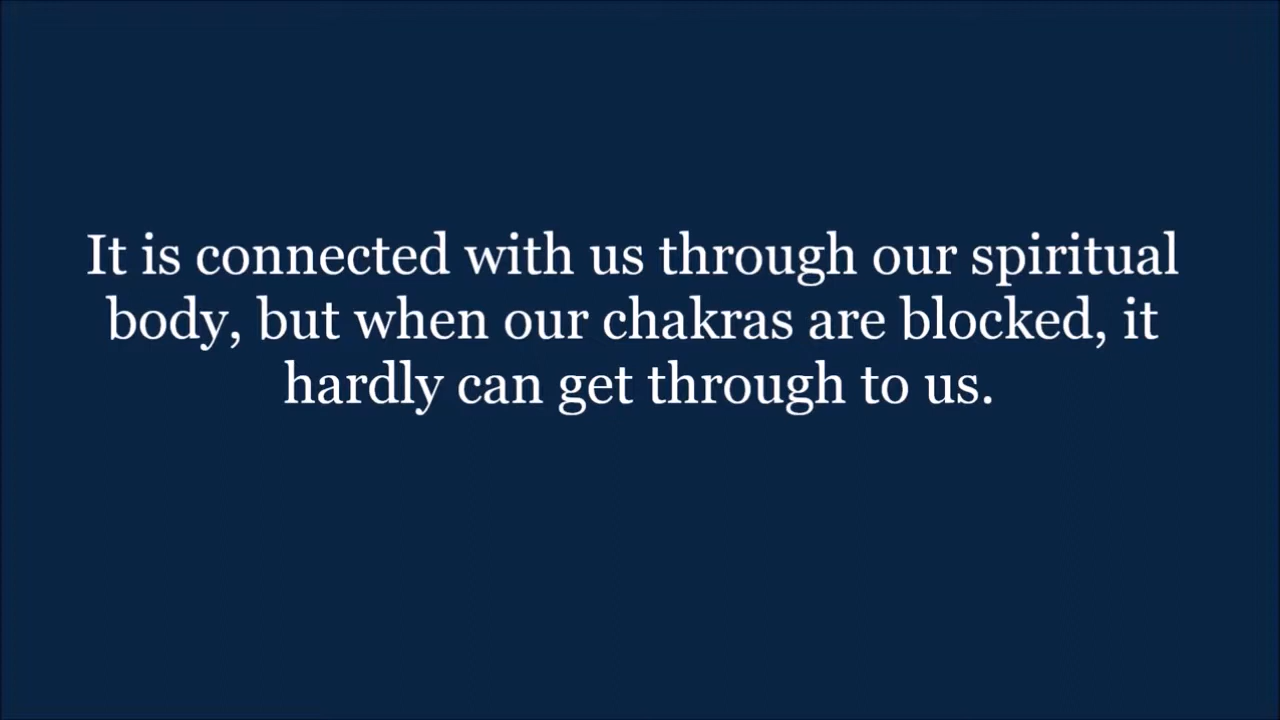 It is connected with us through our spiritual
body, but when our chakras are blocked, it
hardly can get through to us.